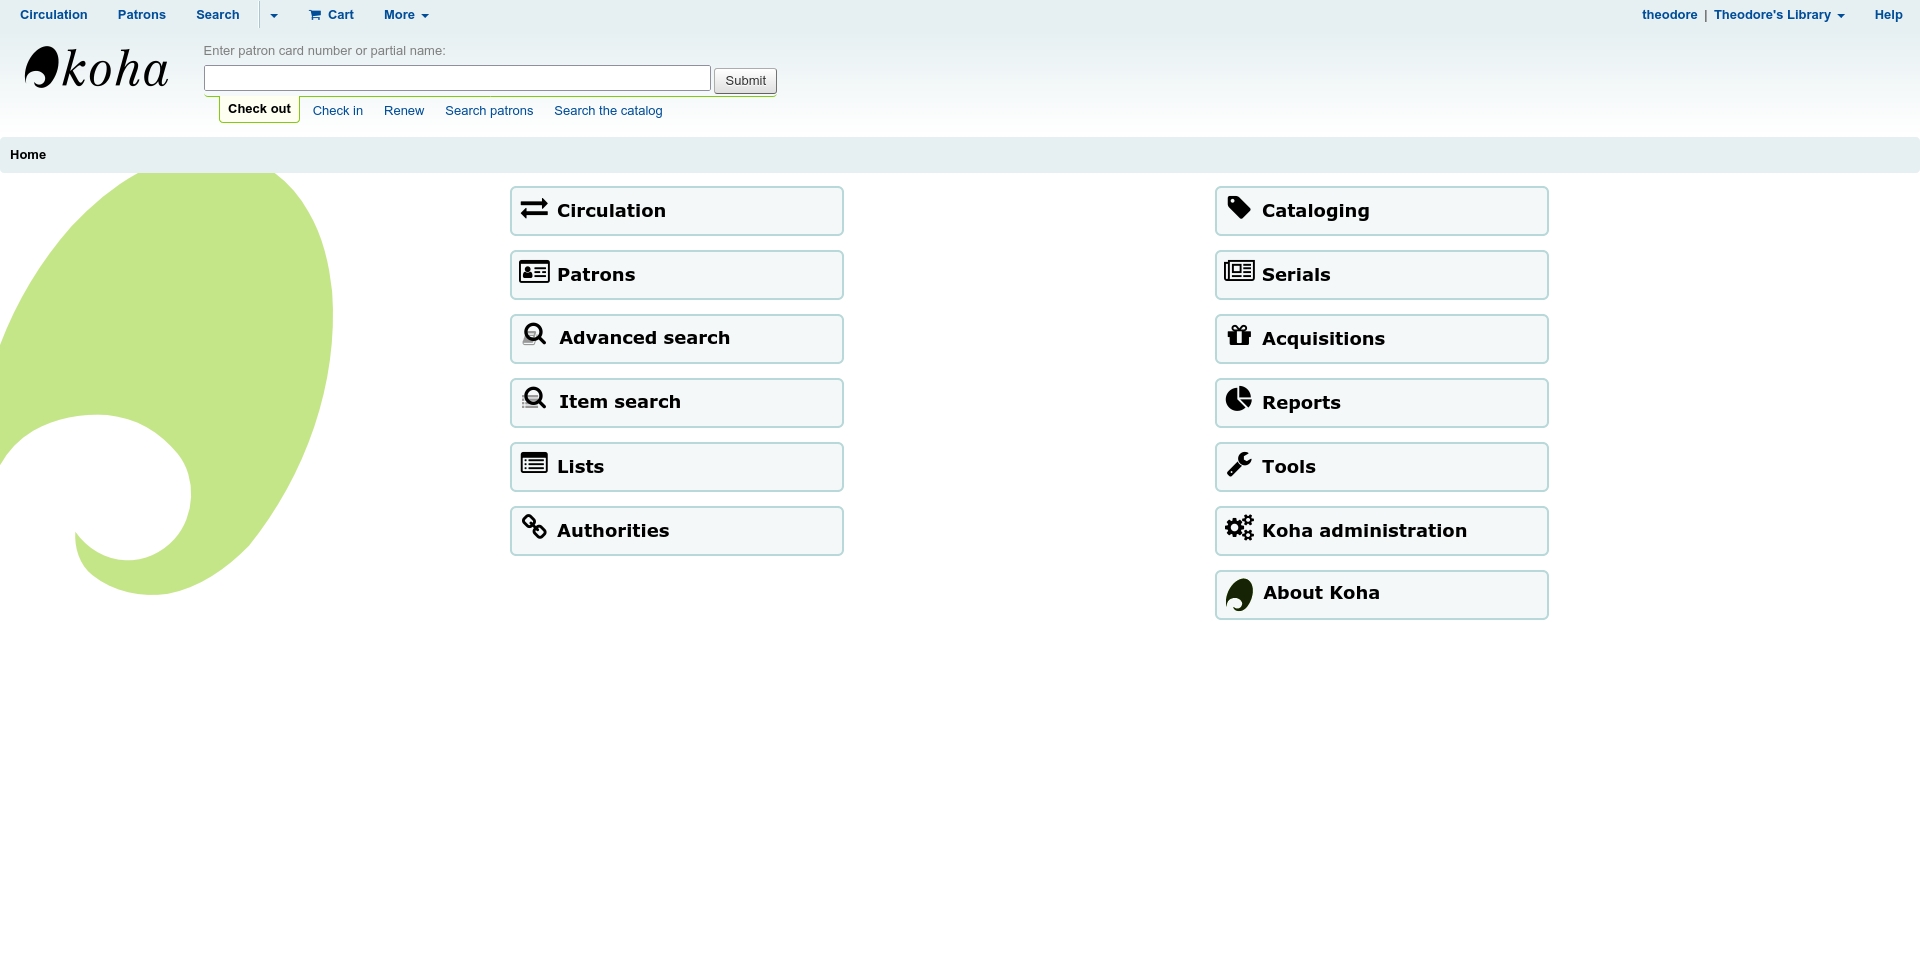 Circulation Patrons Search Cart More theodore | Theodore's Library Help
koha
Enter patron card number or partial name:
Submit
Check out Check in Renew Search patrons Search the catalog
Home
Circulation
Patrons
Advanced search
Item search
Lists
Authorities
Cataloging
Serials
Acquisitions
Reports
Tools
Koha administration
About Koha